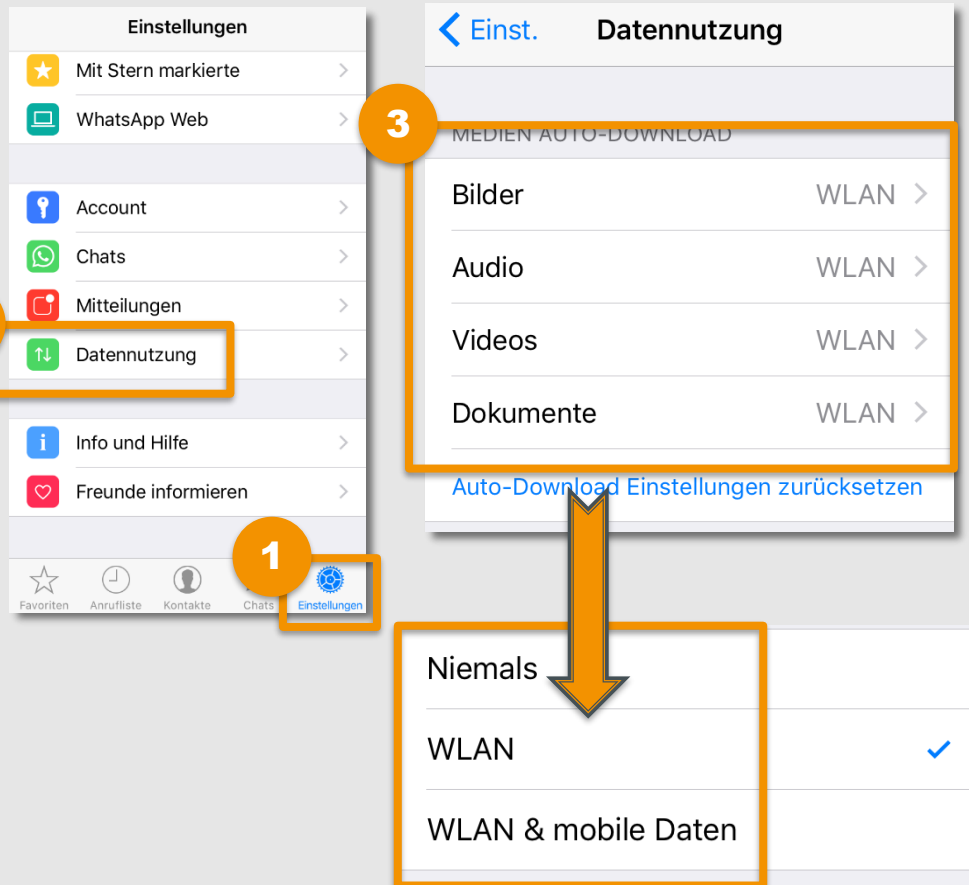 Einstellungen
Mit Stern markierte
WhatsApp Web
Account
Chats
Mitteilungen
Datennutzung
Info und Hilfe
Freunde informieren
1
Favoriten
Anrufliste
Kontakte
Chats
Einstellungen
Einst.
Datennutzung
3
MEDIEN AUTO-DOWNLOAD
Bilder WLAN
Audio WLAN
Videos WLAN
Dokumente WLAN
Auto-Download Einstellungen zurücksetzen
Niemals
WLAN
WLAN & mobile Daten